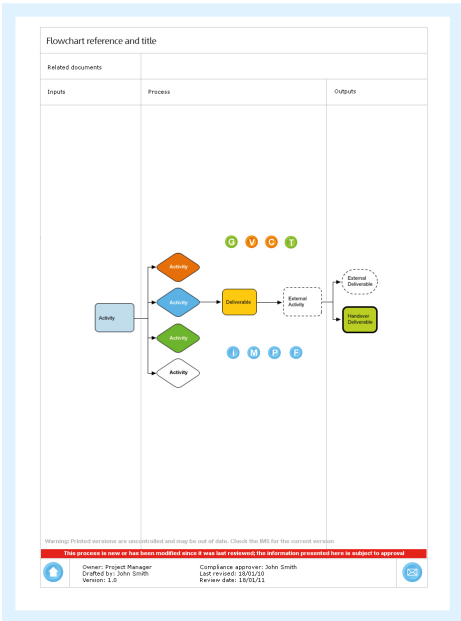 Flowchart reference and title
Related documents
Inputs
Process
Outputs
G V C T
Activity
External
Deliverable
Activity
Deliverable
External
Activity
Activity
Handover
Deliverable
Activity
i M P F
Activity
Warning: Printed versions are uncontrolled and may be out of date. Check the IMS for the current version
This process is new or has been modified since it was last reviewed; the information presented here is subject to approval
Owner: Project Manager
Drafted by: John Smith
Version: 1.0
Compliance approver: John Smith
Last revised: 18/01/10
Review date: 18/01/11